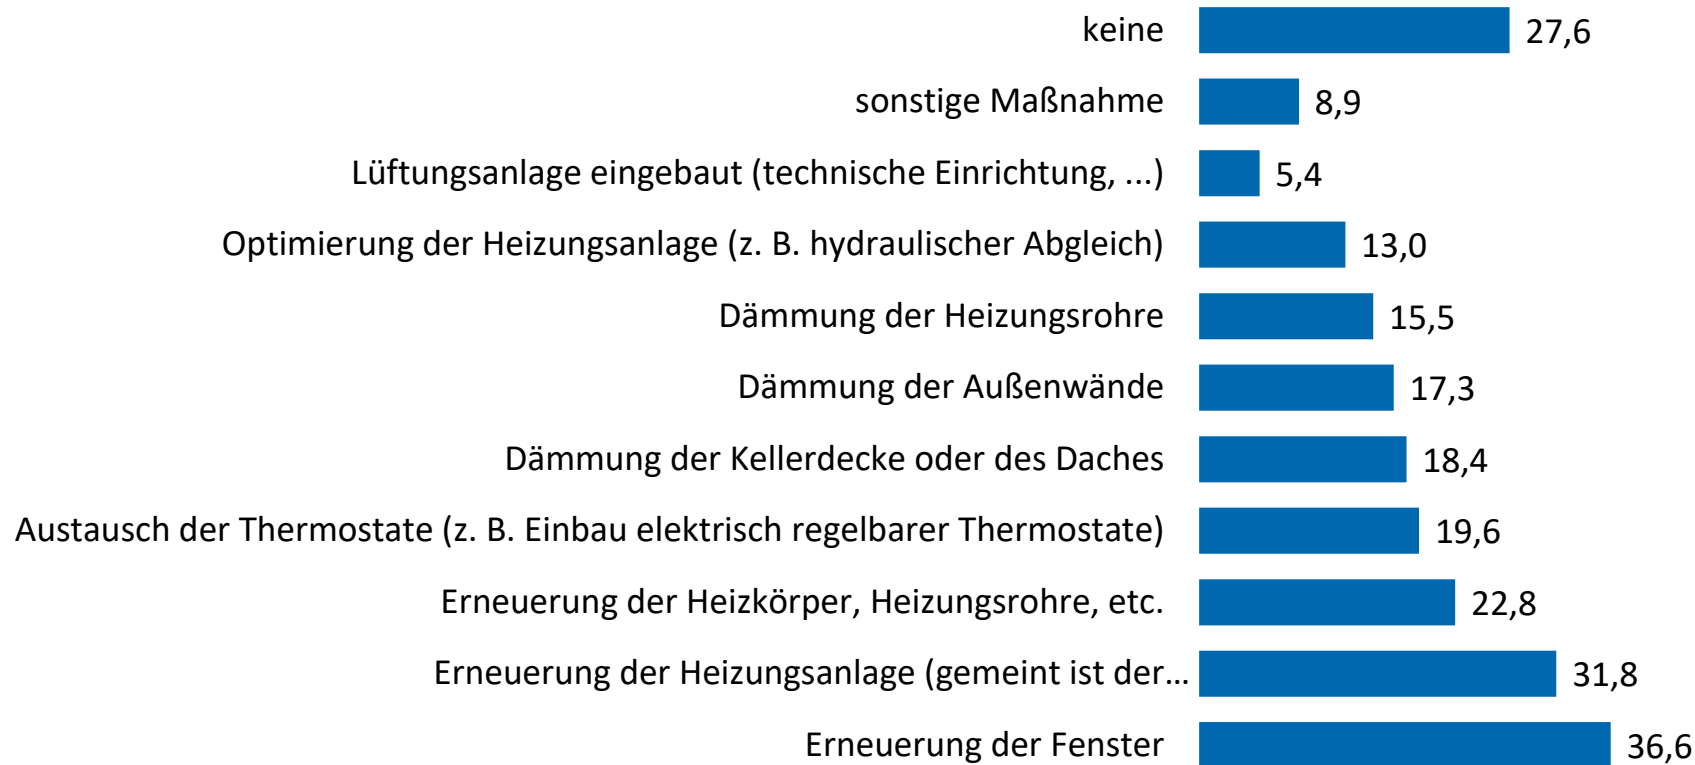 keine 27,6
sonstige Maßnahme 8,9
Lüftungsanlage eingebaut (technische Einrichtung, ...) 5,4
Optimierung der Heizungsanlage (z. B. hydraulischer Abgleich) 13,0
Dämmung der Heizungsrohre 15,5
Dämmung der Außenwände 17,3
Dämmung der Kellerdecke oder des Daches 18,4
Austausch der Thermostate (z. B. Einbau elektrisch regelbarer Thermostate) 19,6
Erneuerung der Heizkörper, Heizungsrohre, etc. 22,8
Erneuerung der Heizungsanlage (gemeint ist der… 31,8
Erneuerung der Fenster 36,6